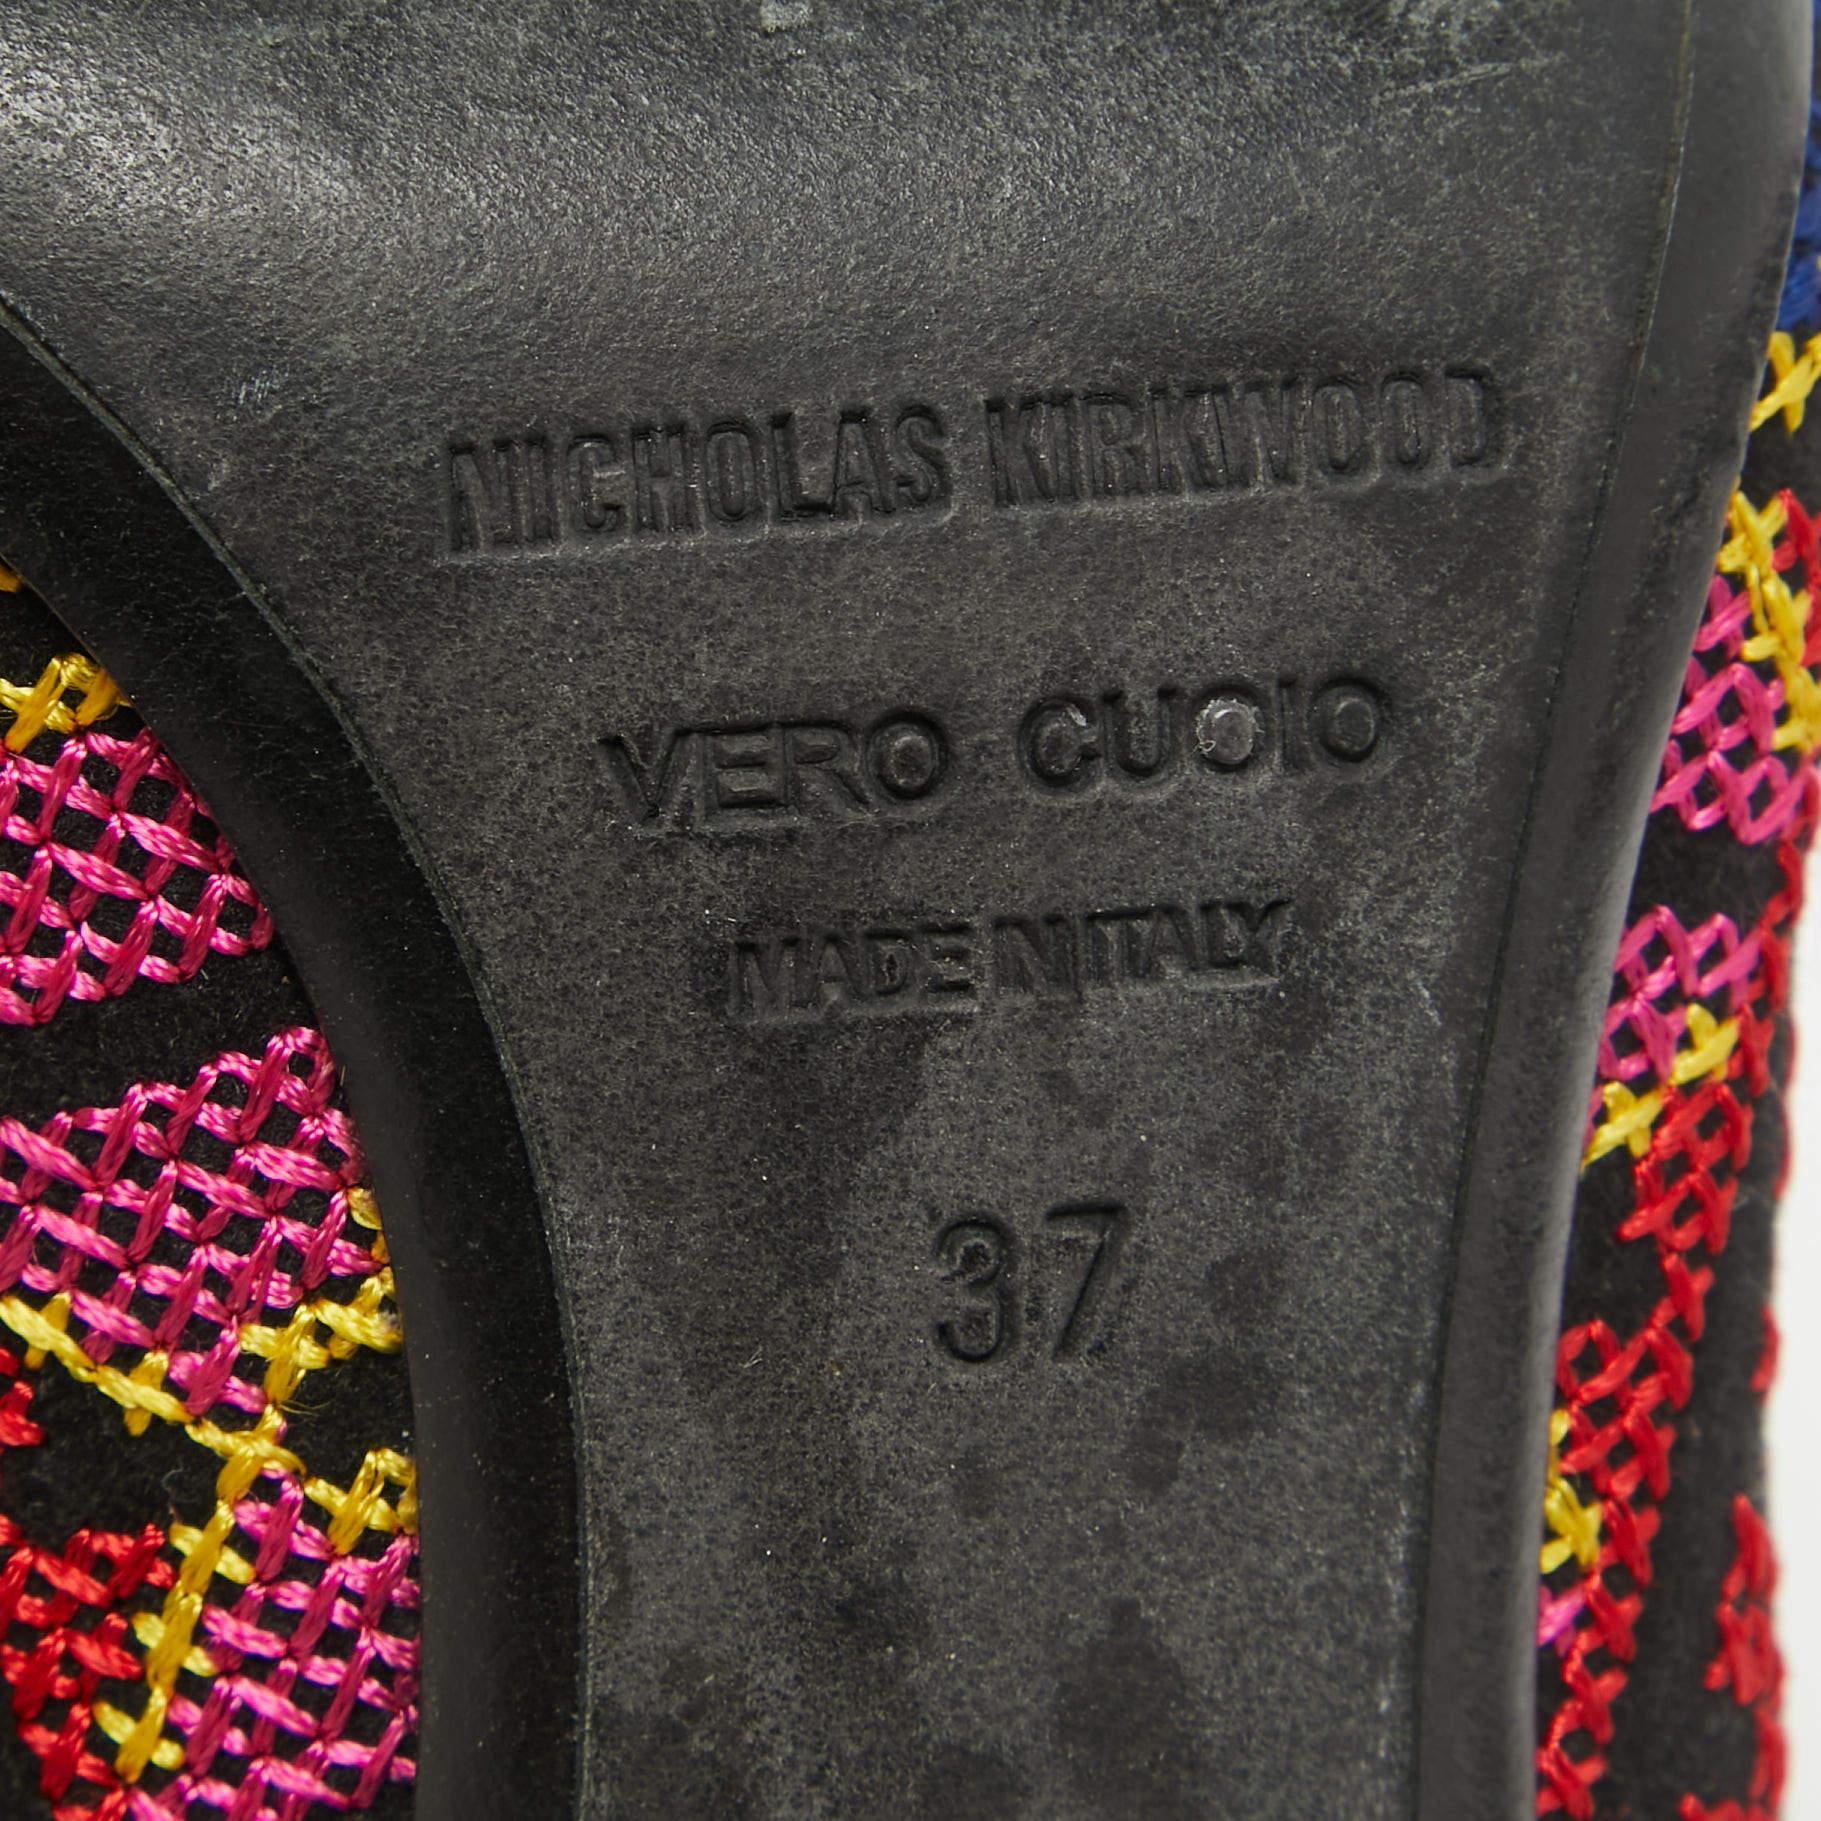 NICHOLAS KIRKWOOD
VERO CUOIO
MADE IN ITALY
37